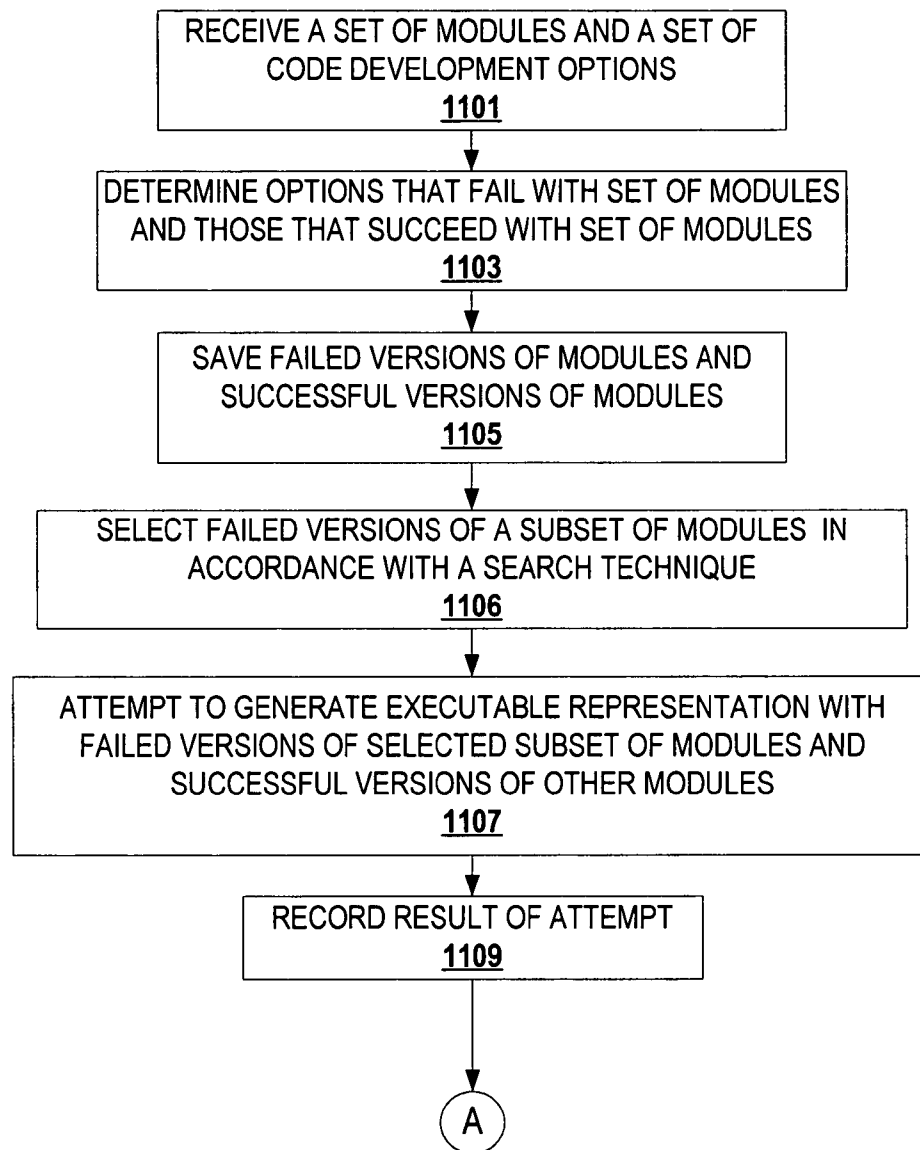 RECEIVE A SET OF MODULES AND A SET OF
CODE DEVELOPMENT OPTIONS
1101
DETERMINE OPTIONS THAT FAIL WITH SET OF MODULES
AND THOSE THAT SUCCEED WITH SET OF MODULES
1103
SAVE FAILED VERSIONS OF MODULES AND
SUCCESSFUL VERSIONS OF MODULES
1105
SELECT FAILED VERSIONS OF A SUBSET OF MODULES IN
ACCORDANCE WITH A SEARCH TECHNIQUE
1106
ATTEMPT TO GENERATE EXECUTABLE REPRESENTATION WITH
FAILED VERSIONS OF SELECTED SUBSET OF MODULES AND
SUCCESSFUL VERSIONS OF OTHER MODULES
1107
RECORD RESULT OF ATTEMPT
1109
A